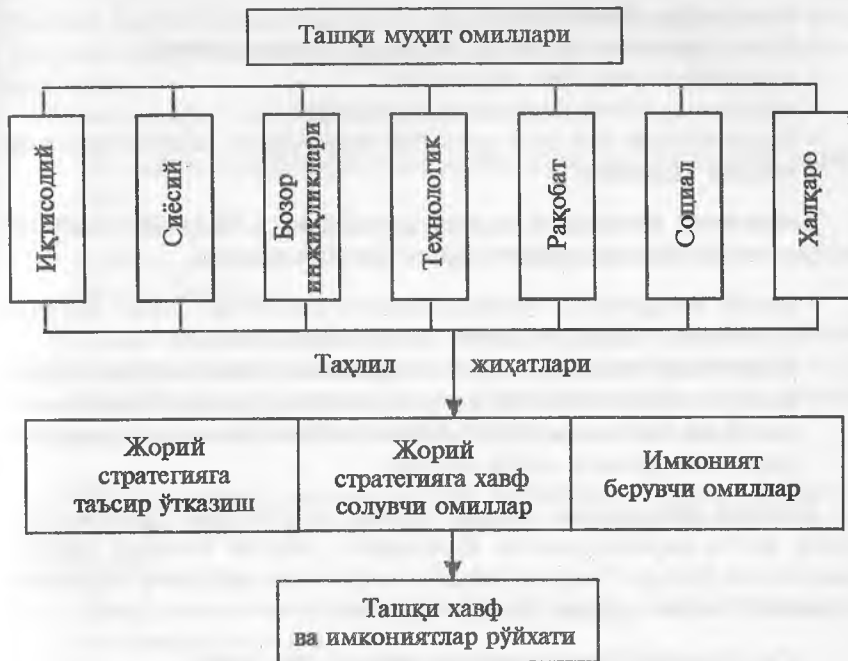 Ташқи муҳит омиллари
Иқтисодий
Сиёсий
Бозор
инжиқликлари
Технологик
Рақобат
Социал
Халқаро
Таҳлил жиҳатлари
Жорий
стратегияга
таъсир ўтказиш
Жорий
стратегияга хавф
солувчи омиллар
Имконият
берувчи омиллар
Ташқи хавф
ва имкониятлар рўйхати